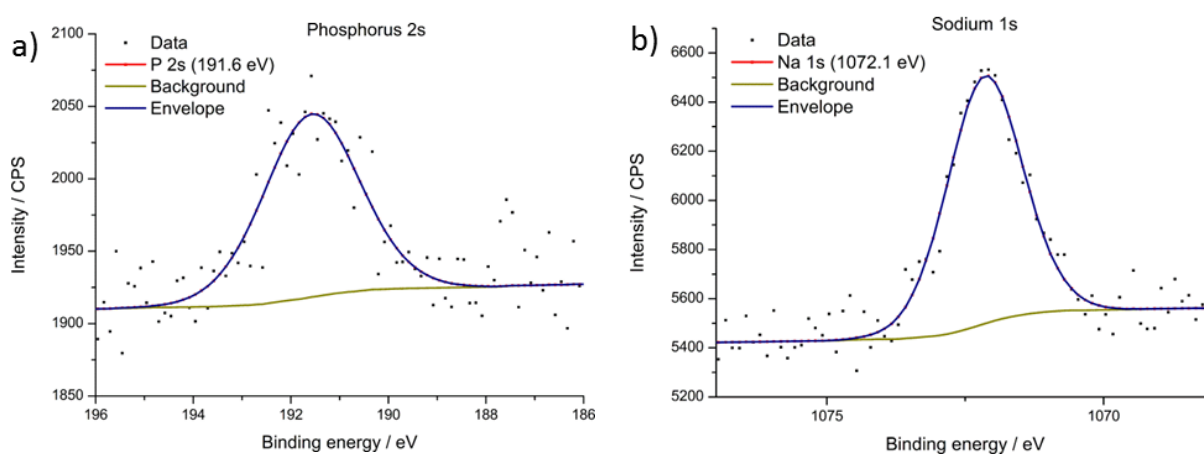 a)
Phosphorus 2s
Data
P 2s (191.6 eV)
Background
Envelope
Intensity / CPS
2100
2050
2000
1950
1900
1850
196
194
192
190
188
186
Binding energy / eV
b)
Sodium 1s
Data
Na 1s (1072.1 eV)
Background
Envelope
Intensity / CPS
6600
6400
6200
6000
5800
5600
5400
5200
1075
1070
Binding energy / eV